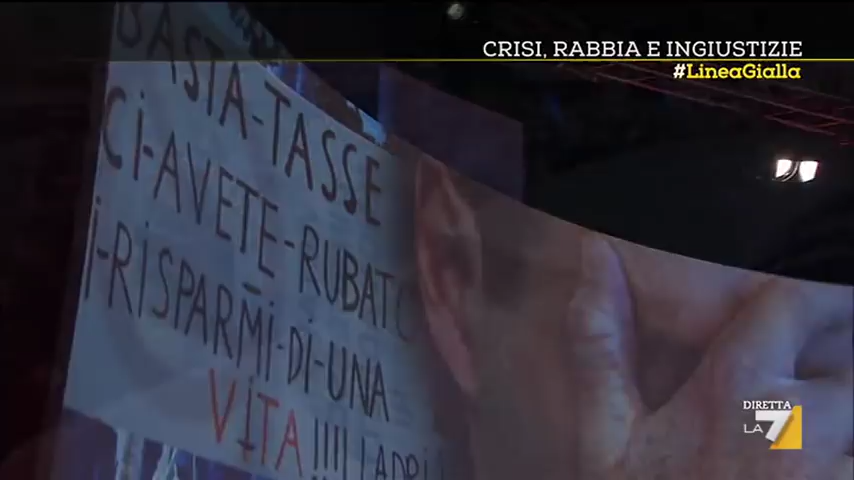 CRISI, RABBIA E INGIUSTIZIE
#LineaGialla
BASTA-TASSE
Ci-AVETE-RUBATO
i-RiSPARMi-Di-UNA
VITA !!!! LADRi
DIRETTA
LA7